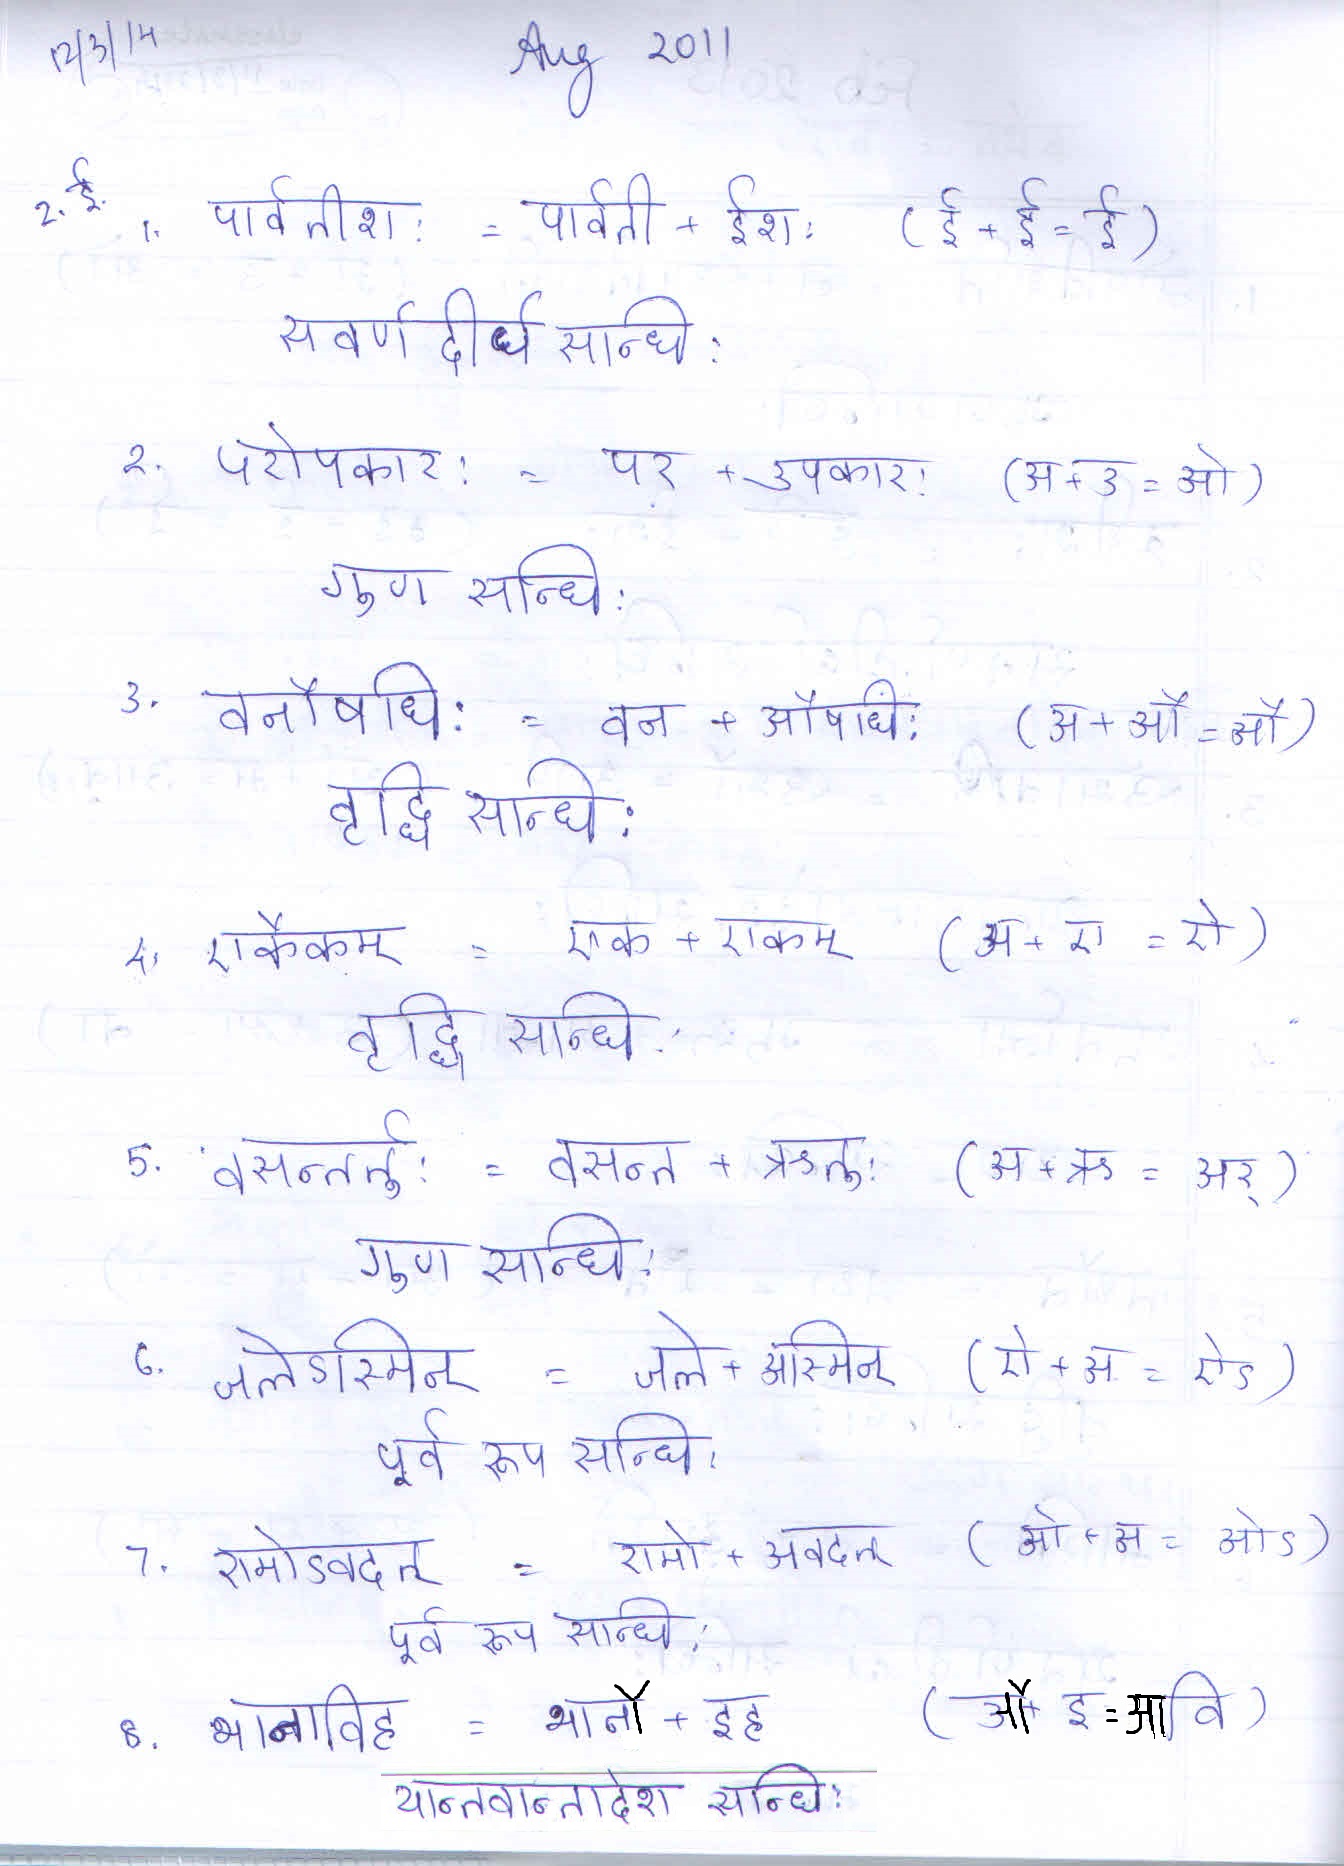 12/3/14 Aug 2011
2. ई. 1. पार्वतीशः = पार्वती + ईशः (ई + ई = ई)
सवर्ण दीर्घ सन्धिः
2. परोपकारः = पर + उपकारः (अ + उ = ओ)
गुण सन्धिः
3. वनौषधिः = वन + औषधिः (अ + औ = औ)
वृद्धि सन्धिः
4. एकैकम् = एक + एकम् (अ + ए = ऐ)
वृद्धि सन्धिः
5. वसन्तर्तुः = वसन्त + ऋतुः (अ + ऋ = अर्)
गुण सन्धिः
6. जलेऽस्मिन् = जले + अस्मिन् (ऐ + अ = ऐऽ)
पूर्व रूप सन्धिः
7. रामोऽवदत् = रामो + अवदत् (ओ + अ = ओऽ)
पूर्व रूप सन्धिः
8. भानाविह = भानौ + इह (औ + इ = आवि)
यान्तवान्तादेश सन्धिः